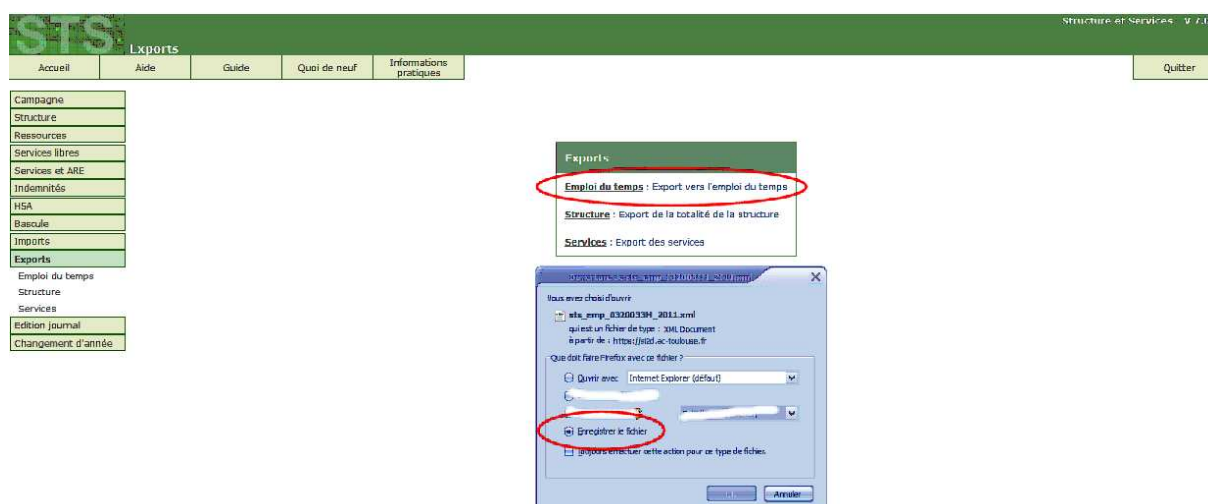 Structure et Services V 7.0
STS
Exports
Accueil
Aide
Guide
Quoi de neuf
Informations
pratiques
Quitter
Campagne
Structure
Ressources
Services libres
Services et ARE
Indemnités
HSA
Bascule
Imports
Exports
Emploi du temps
Structure
Services
Edition journal
Changement d'année
Exports
Emploi du temps : Export vers l'emploi du temps
Structure : Export de la totalité de la structure
Services : Export des services
Vous avez choisi d'ouvrir
sts_emp_0320033H_2011.xml
qui est un fichier de type : XML Document
à partir de : https://si2d.ac-toulouse.fr
Que doit faire Firefox avec ce fichier ?
Ouvrir avec Internet Explorer (défaut)
Enregistrer le fichier
Toujours effectuer cette action pour ce type de fichier.
Annuler